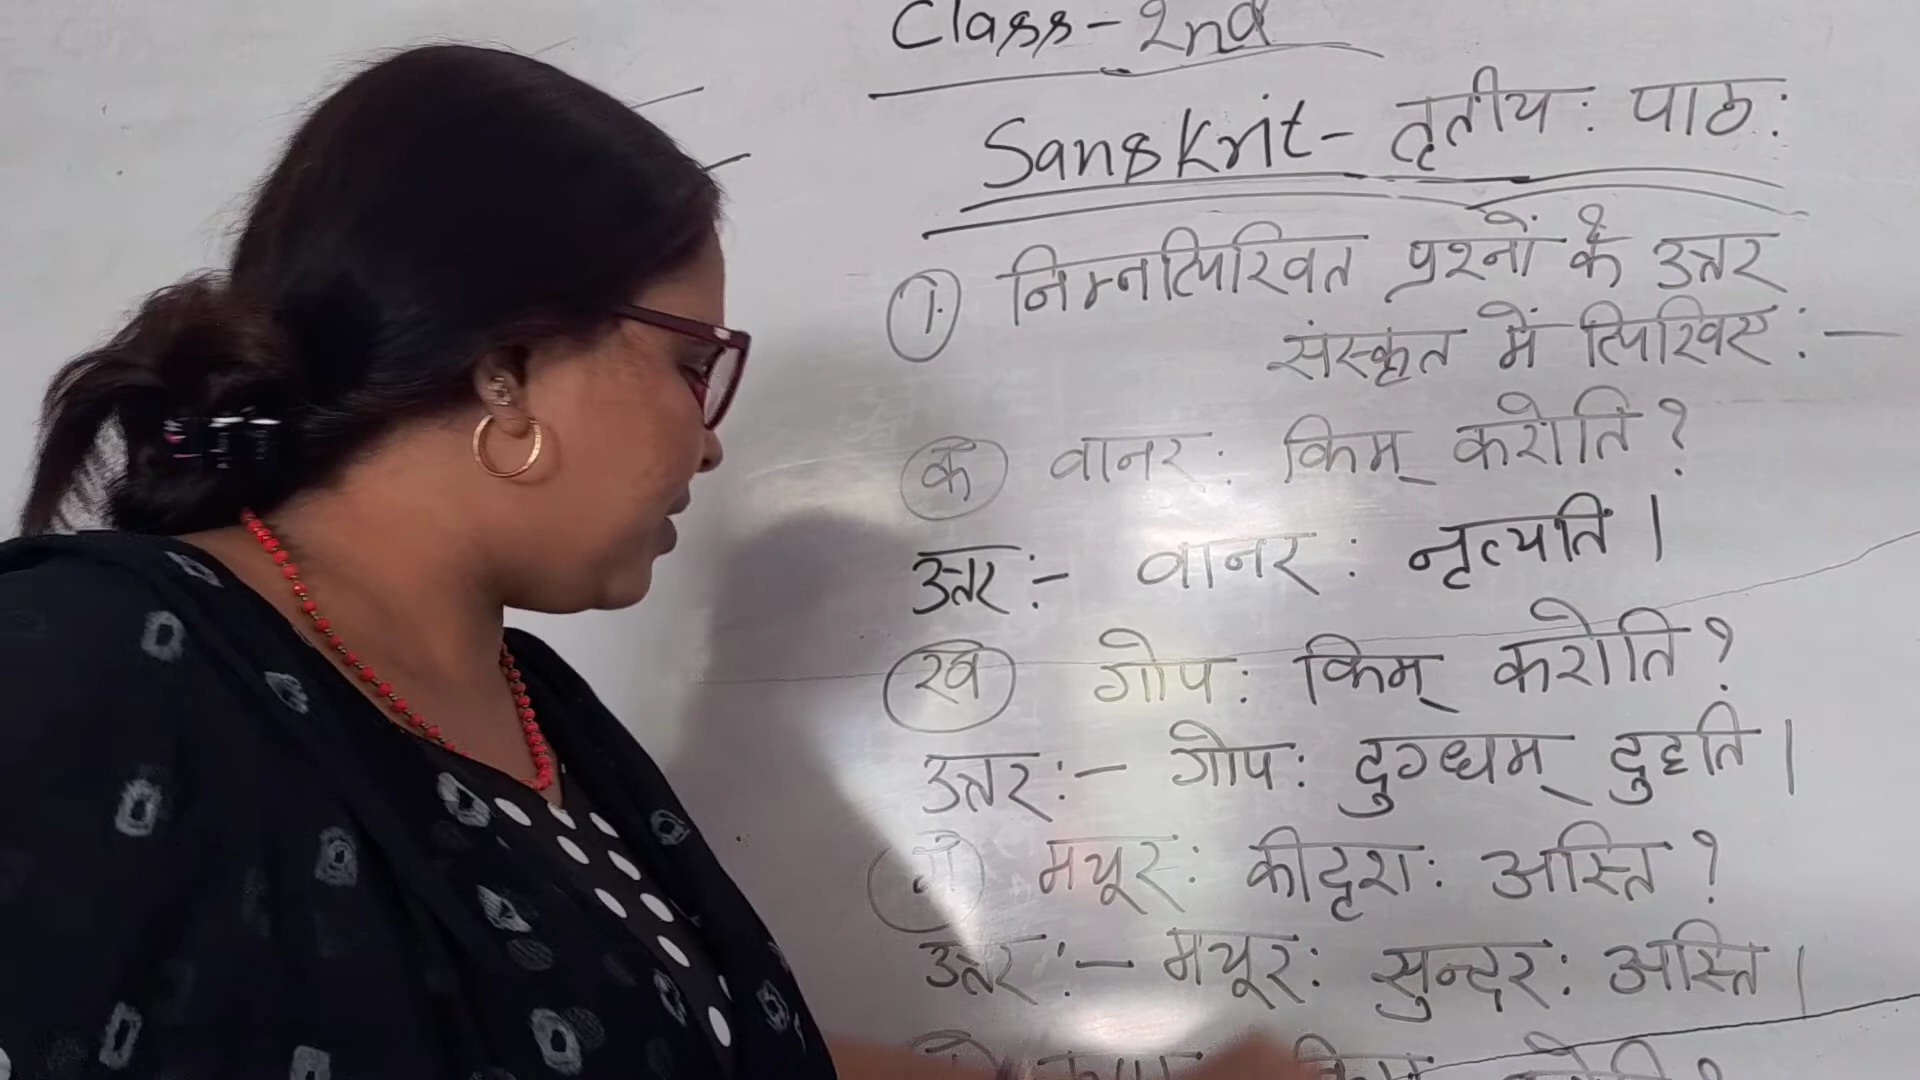 Class - 2nd
Sanskrit - तृतीय: पाठ:
1. निम्नलिखित प्रश्नों के उत्तर
संस्कृत में लिखिए :-
क वानर: किम् करोति ?
उत्तर :- वानर: नृत्यति ।
ख गोप: किम् करोति ?
उत्तर :- गोप: दुग्धम् दुहति ।
ग मयूर: कीदृश: अस्ति ?
उत्तर :- मयूर: सुन्दर: अस्ति ।